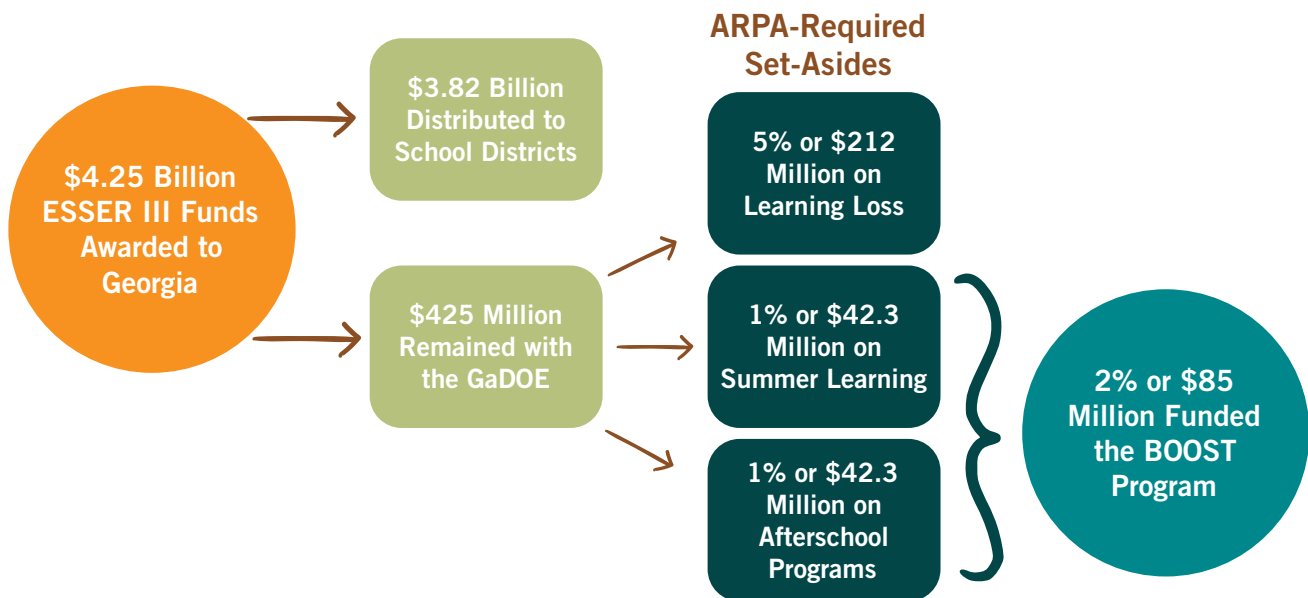 $4.25 Billion
ESSER III Funds
Awarded to
Georgia
$3.82 Billion
Distributed to
School Districts
$425 Million
Remained with
the GaDOE
ARPA-Required
Set-Asides
5% or $212
Million on
Learning Loss
1% or $42.3
Million on
Summer Learning
1% or $42.3
Million on
Afterschool
Programs
2% or $85
Million Funded
the BOOST
Program